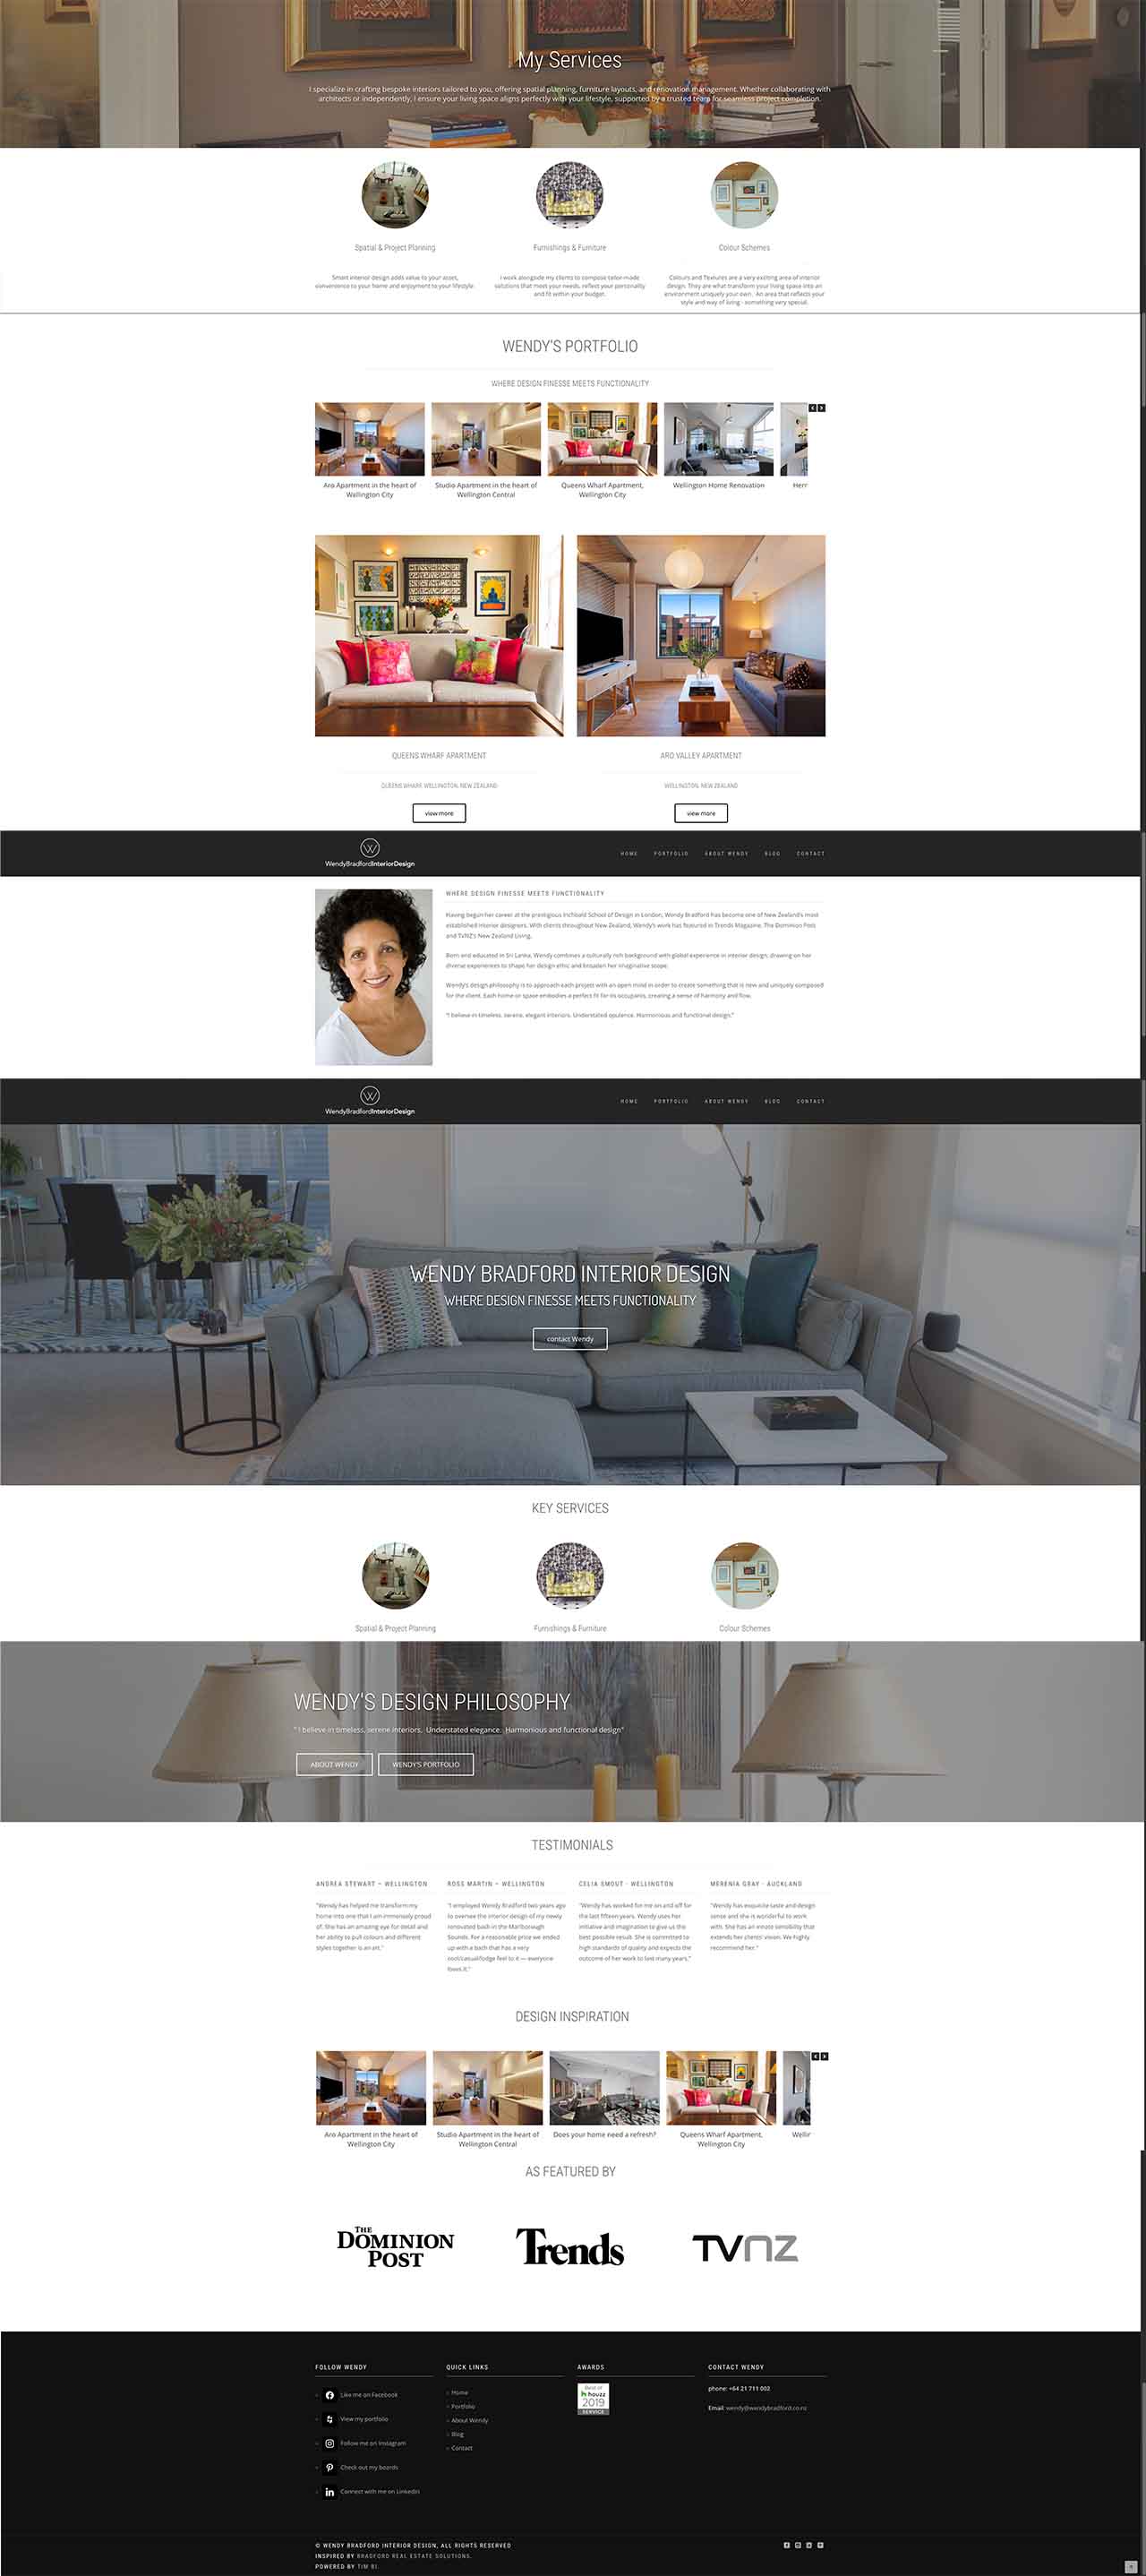 My Services
I specialize in crafting bespoke interiors tailored to you, offering spatial planning, furniture layouts, and renovation management. Whether collaborating with
architects or independently, I ensure your living space aligns perfectly with your lifestyle, supported by a trusted team for seamless project completion.
Spatial & Project Planning
Furnishings & Furniture
Colour Schemes
Smart interior design adds value to your asset,
convenience to your home and enjoyment to your lifestyle.
I work alongside my clients to compose tailor-made
solutions that meet your needs, reflect your personality
and fit within your budget.
Colours and Textures are a very exciting area of interior
design. They are what transform your living space into an
environment uniquely your own. An area that reflects your
style and way of living - something very special.
WENDY'S PORTFOLIO
WHERE DESIGN FINESSE MEETS FUNCTIONALITY
Aro Apartment in the heart of
Wellington City
Studio Apartment in the heart of
Wellington Central
Queens Wharf Apartment,
Wellington City
Wellington Home Renovation
Herr
QUEENS WHARF APARTMENT
QUEENS WHARF WELLINGTON, NEW ZEALAND
view more
ARO VALLEY APARTMENT
WELLINGTON, NEW ZEALAND
view more
WendyBradfordInteriorDesign
HOME PORTFOLIO ABOUT WENDY BLOG CONTACT
WHERE DESIGN FINESSE MEETS FUNCTIONALITY
Having begun her career at the prestigious Inchbald School of Design in London, Wendy Bradford has become one of New Zealand's most
established interior designers. With clients throughout New Zealand, Wendy's work has featured in Trends Magazine, The Dominion Post
and TVNZ's New Zealand Living.
Born and educated in Sri Lanka, Wendy combines a culturally rich background with global experience in interior design, drawing on her
diverse experiences to shape her design ethic and broaden her imaginative scope.
Wendy's design philosophy is to approach each project with an open mind in order to create something that is new and uniquely composed
for the client. Each home or space embodies a perfect fit for its occupants, creating a sense of harmony and flow.
"I believe in timeless, serene, elegant interiors. Understated opulence. Harmonious and functional design."
WendyBradfordInteriorDesign
HOME PORTFOLIO ABOUT WENDY BLOG CONTACT
WENDY BRADFORD INTERIOR DESIGN
WHERE DESIGN FINESSE MEETS FUNCTIONALITY
contact Wendy
KEY SERVICES
Spatial & Project Planning
Furnishings & Furniture
Colour Schemes
WENDY'S DESIGN PHILOSOPHY
"I believe in timeless, serene interiors. Understated elegance. Harmonious and functional design"
ABOUT WENDY
WENDY'S PORTFOLIO
TESTIMONIALS
ANDREA STEWART – WELLINGTON
"Wendy has helped me transform my
home into one that I am immensely proud
of. She has an amazing eye for detail and
her ability to pull colours and different
styles together is an art."
ROSS MARTIN – WELLINGTON
"I employed Wendy Bradford two years ago
to oversee the interior design of my newly
renovated bach in the Marlborough
Sounds. For a reasonable price we ended
up with a bach that has a very
cool/casual/lodge feel to it — everyone
loves it."
CELIA SMOUT - WELLINGTON
"Wendy has worked for me on and off for
the last fifteen years. Wendy uses her
initiative and imagination to give us the
best possible result. She is committed to
high standards of quality and expects the
outcome of her work to last many years."
MERENIA GRAY - AUCKLAND
"Wendy has exquisite taste and design
sense and she is wonderful to work
with. She has an innate sensibility that
extends her clients' vision. We highly
recommend her."
DESIGN INSPIRATION
Aro Apartment in the heart of
Wellington City
Studio Apartment in the heart of
Wellington Central
Does your home need a refresh?
Queens Wharf Apartment,
Wellington City
Wellir
AS FEATURED BY
THE
DOMINION
POST
Trends
TVNZ
FOLLOW WENDY
Like me on Facebook
View my portfolio
Follow me on Instagram
Check out my boards
Connect with me on Linkedin
QUICK LINKS
Home
Portfolio
About Wendy
Blog
Contact
AWARDS
BEST OF
houzz
2019
SERVICE
CONTACT WENDY
phone: +64 21 711 002
Email: wendy@wendybradford.co.nz
© WENDY BRADFORD INTERIOR DESIGN, ALL RIGHTS RESERVED
INSPIRED BY BRADFORD REAL ESTATE SOLUTIONS.
POWERED BY TIM BI.